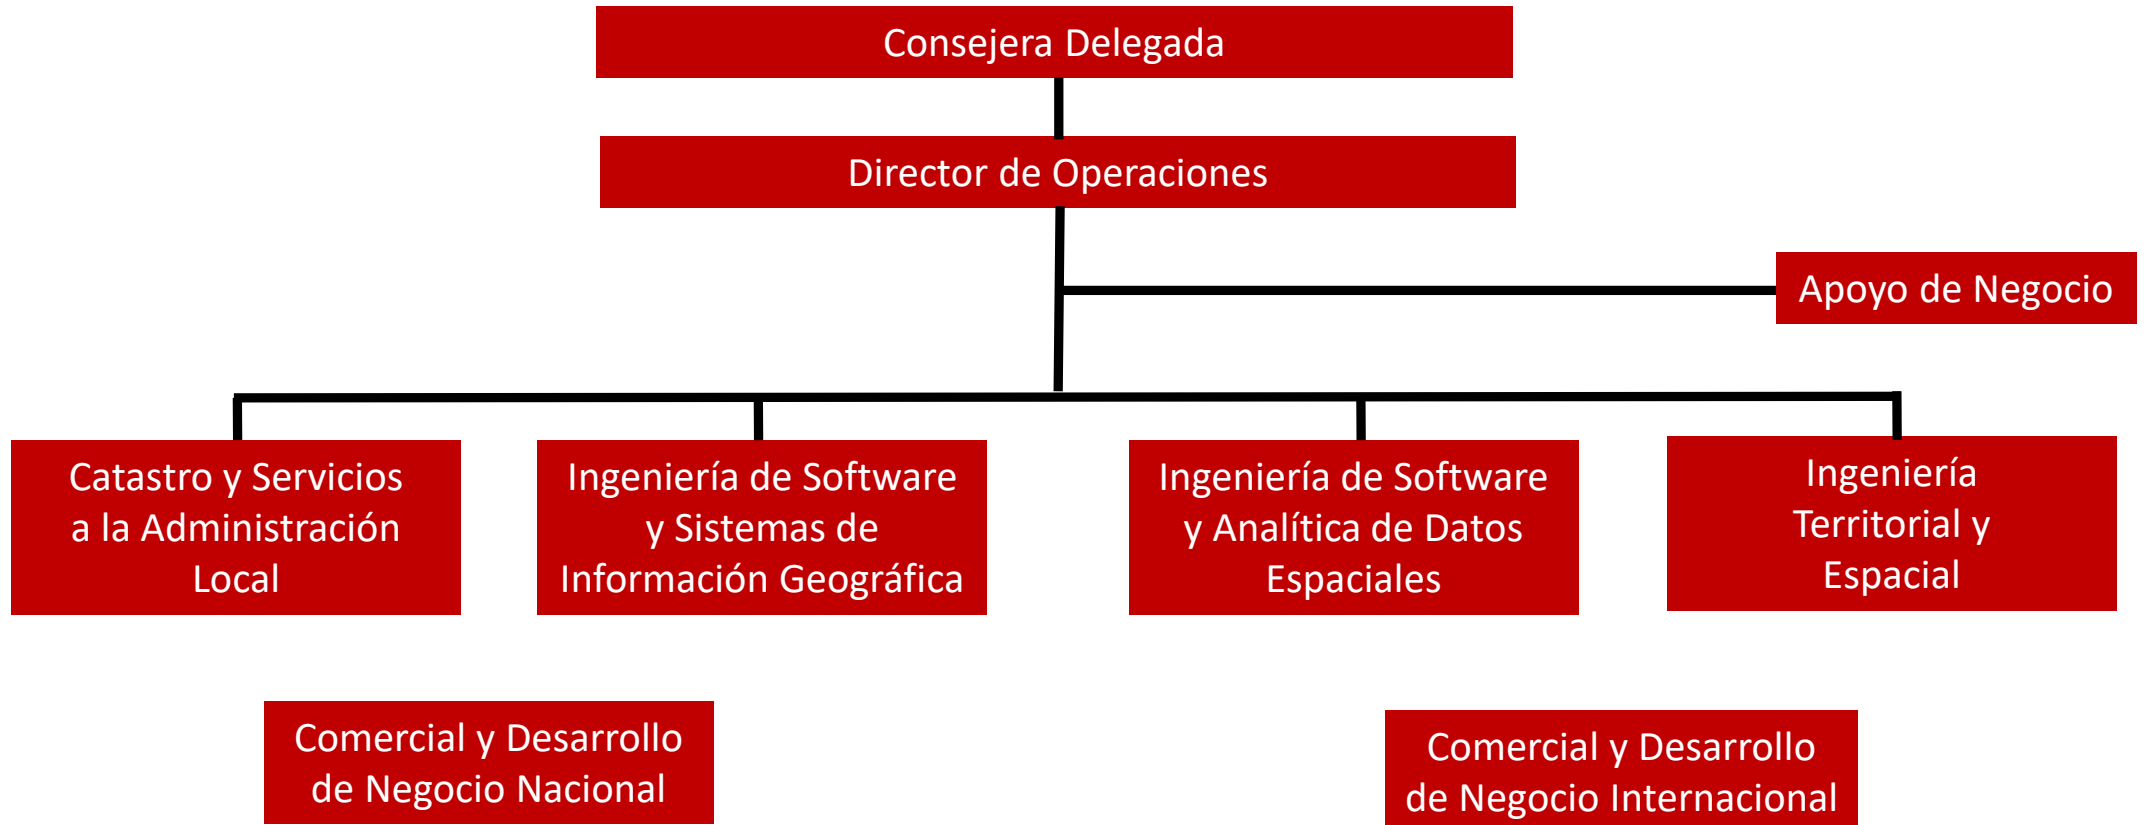 Consejera Delegada
Director de Operaciones
Apoyo de Negocio
Catastro y Servicios
a la Administración
Local
Ingeniería de Software
y Sistemas de
Información Geográfica
Ingeniería de Software
y Analítica de Datos
Espaciales
Ingeniería
Territorial y
Espacial
Comercial y Desarrollo
de Negocio Nacional
Comercial y Desarrollo
de Negocio Internacional